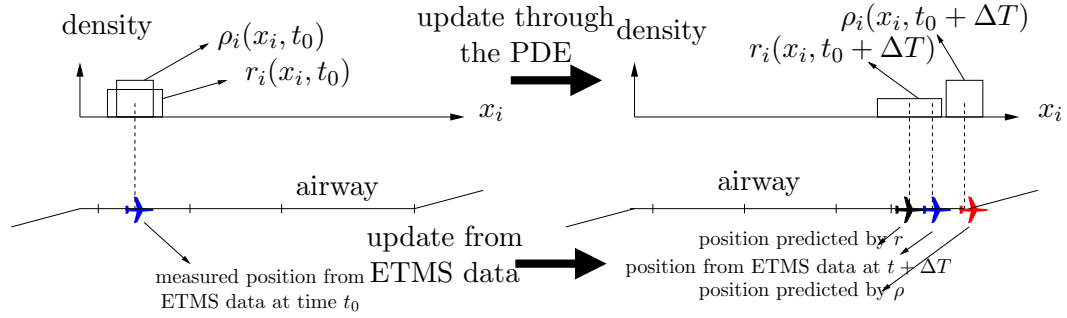 density
ρ_i(x_i, t_0)
r_i(x_i, t_0)
x_i
airway
measured position from
ETMS data at time t_0
update through
the PDE
update from
ETMS data
density
ρ_i(x_i, t_0 + ΔT)
r_i(x_i, t_0 + ΔT)
x_i
airway
position predicted by r
position from ETMS data at t + ΔT
position predicted by ρ